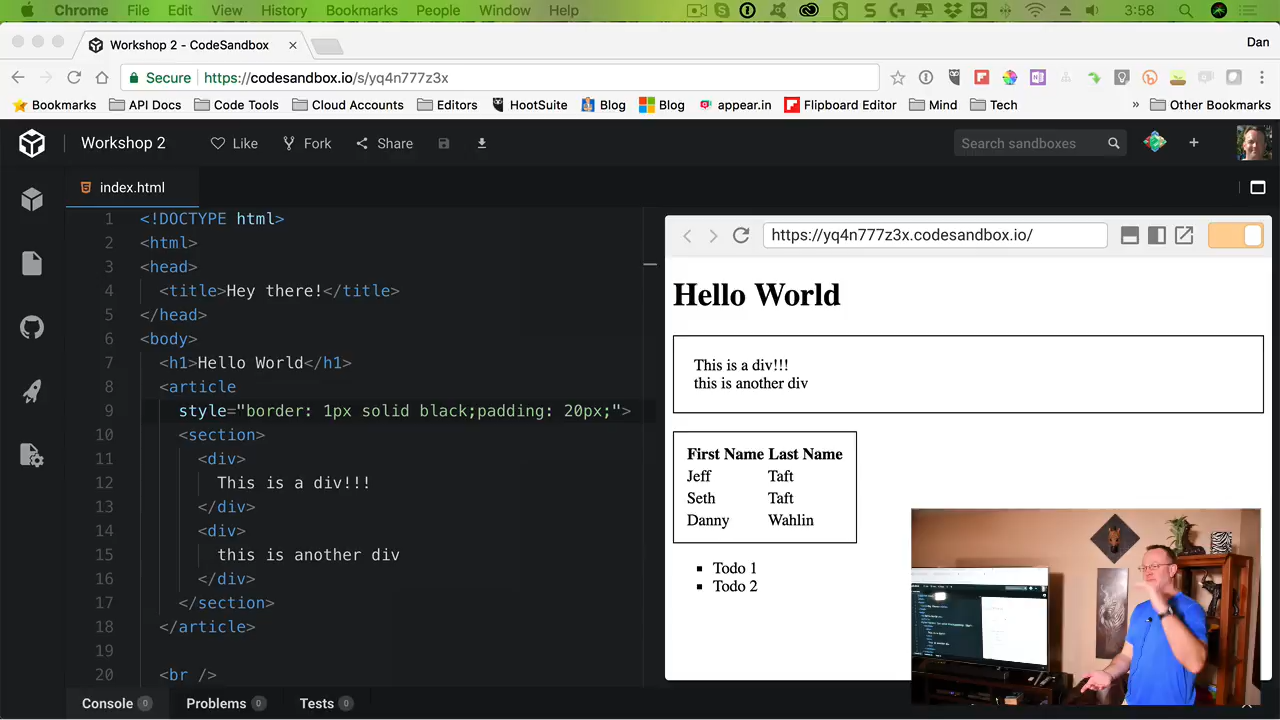 Chrome File Edit View History Bookmarks People Window Help 3:58
Workshop 2 - CodeSandbox
Dan
Secure https://codesandbox.io/s/yq4n777z3x
Bookmarks API Docs Code Tools Cloud Accounts Editors HootSuite Blog Blog appear.in Flipboard Editor Mind Tech » Other Bookmarks
Workshop 2 Like Fork Share Search sandboxes
index.html
1 <!DOCTYPE html>
2 <html>
3 <head>
4 <title>Hey there!</title>
5 </head>
6 <body>
7 <h1>Hello World</h1>
8 <article
9 style="border: 1px solid black;padding: 20px;">
10 <section>
11 <div>
12 This is a div!!!
13 </div>
14 <div>
15 this is another div
16 </div>
17 </section>
18 </article>
19
20 <br />
Console 0 Problems 0 Tests 0
https://yq4n777z3x.codesandbox.io/
Hello World
This is a div!!!
this is another div
First Name Last Name
Jeff Taft
Seth Taft
Danny Wahlin
Todo 1
Todo 2